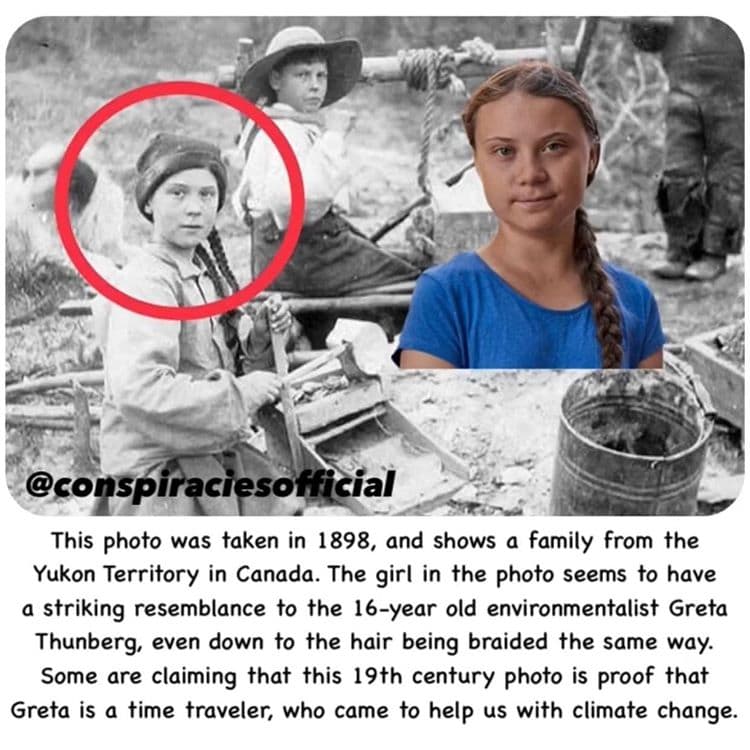 @conspiraciesofficial
This photo was taken in 1898, and shows a family from the
Yukon Territory in Canada. The girl in the photo seems to have
a striking resemblance to the 16-year old environmentalist Greta
Thunberg, even down to the hair being braided the same way.
Some are claiming that this 19th century photo is proof that
Greta is a time traveler, who came to help us with climate change.